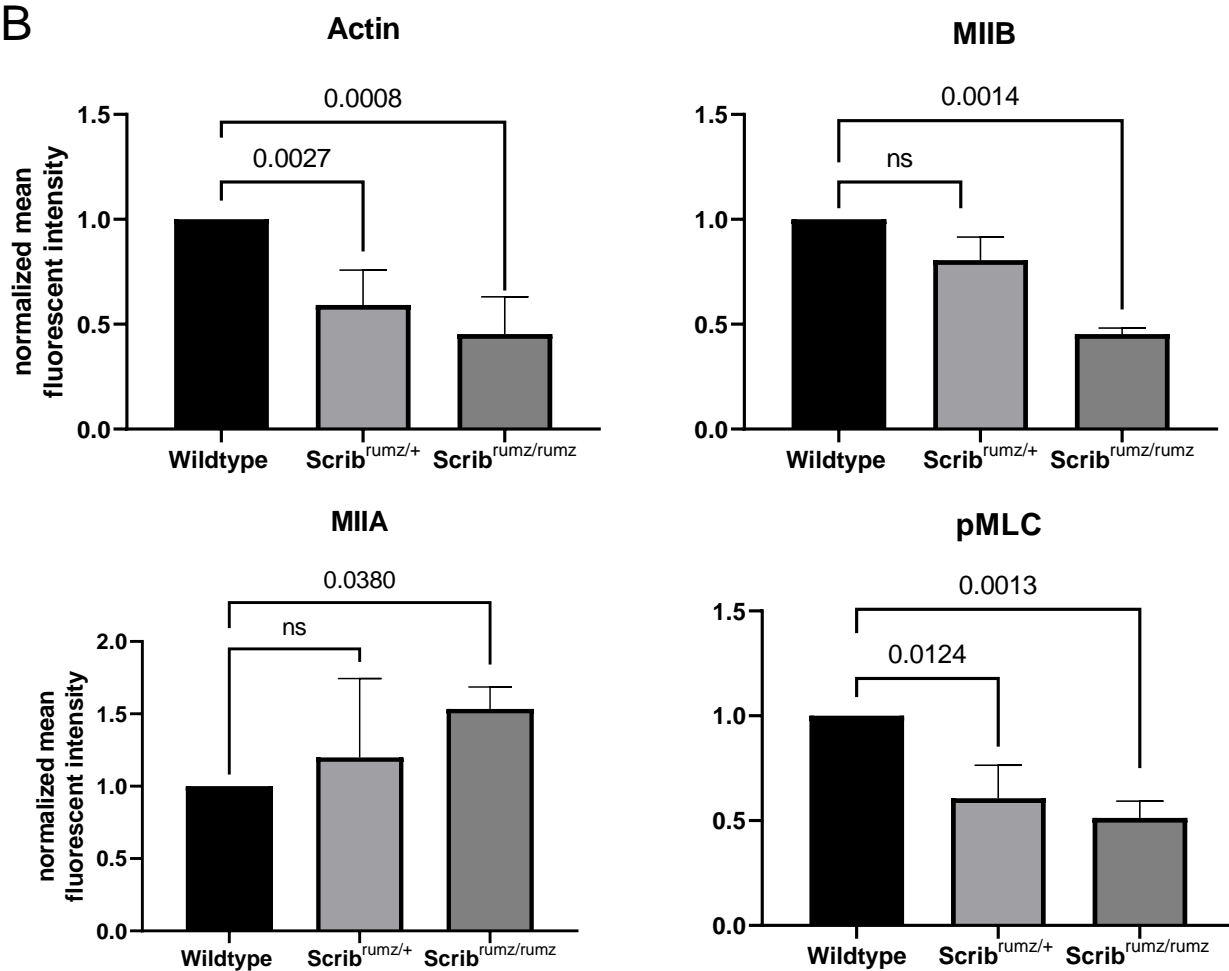 B
Actin
0.0008
0.0027
normalized mean
fluorescent intensity
1.5
1.0
0.5
0.0
Wildtype Scrib^rumz/+ Scrib^rumz/rumz
MIIB
0.0014
ns
1.5
1.0
0.5
0.0
Wildtype Scrib^rumz/+ Scrib^rumz/rumz
MIIA
0.0380
ns
normalized mean
fluorescent intensity
2.0
1.5
1.0
0.5
0.0
Wildtype Scrib^rumz/+ Scrib^rumz/rumz
pMLC
0.0013
0.0124
1.5
1.0
0.5
0.0
Wildtype Scrib^rumz/+ Scrib^rumz/rumz